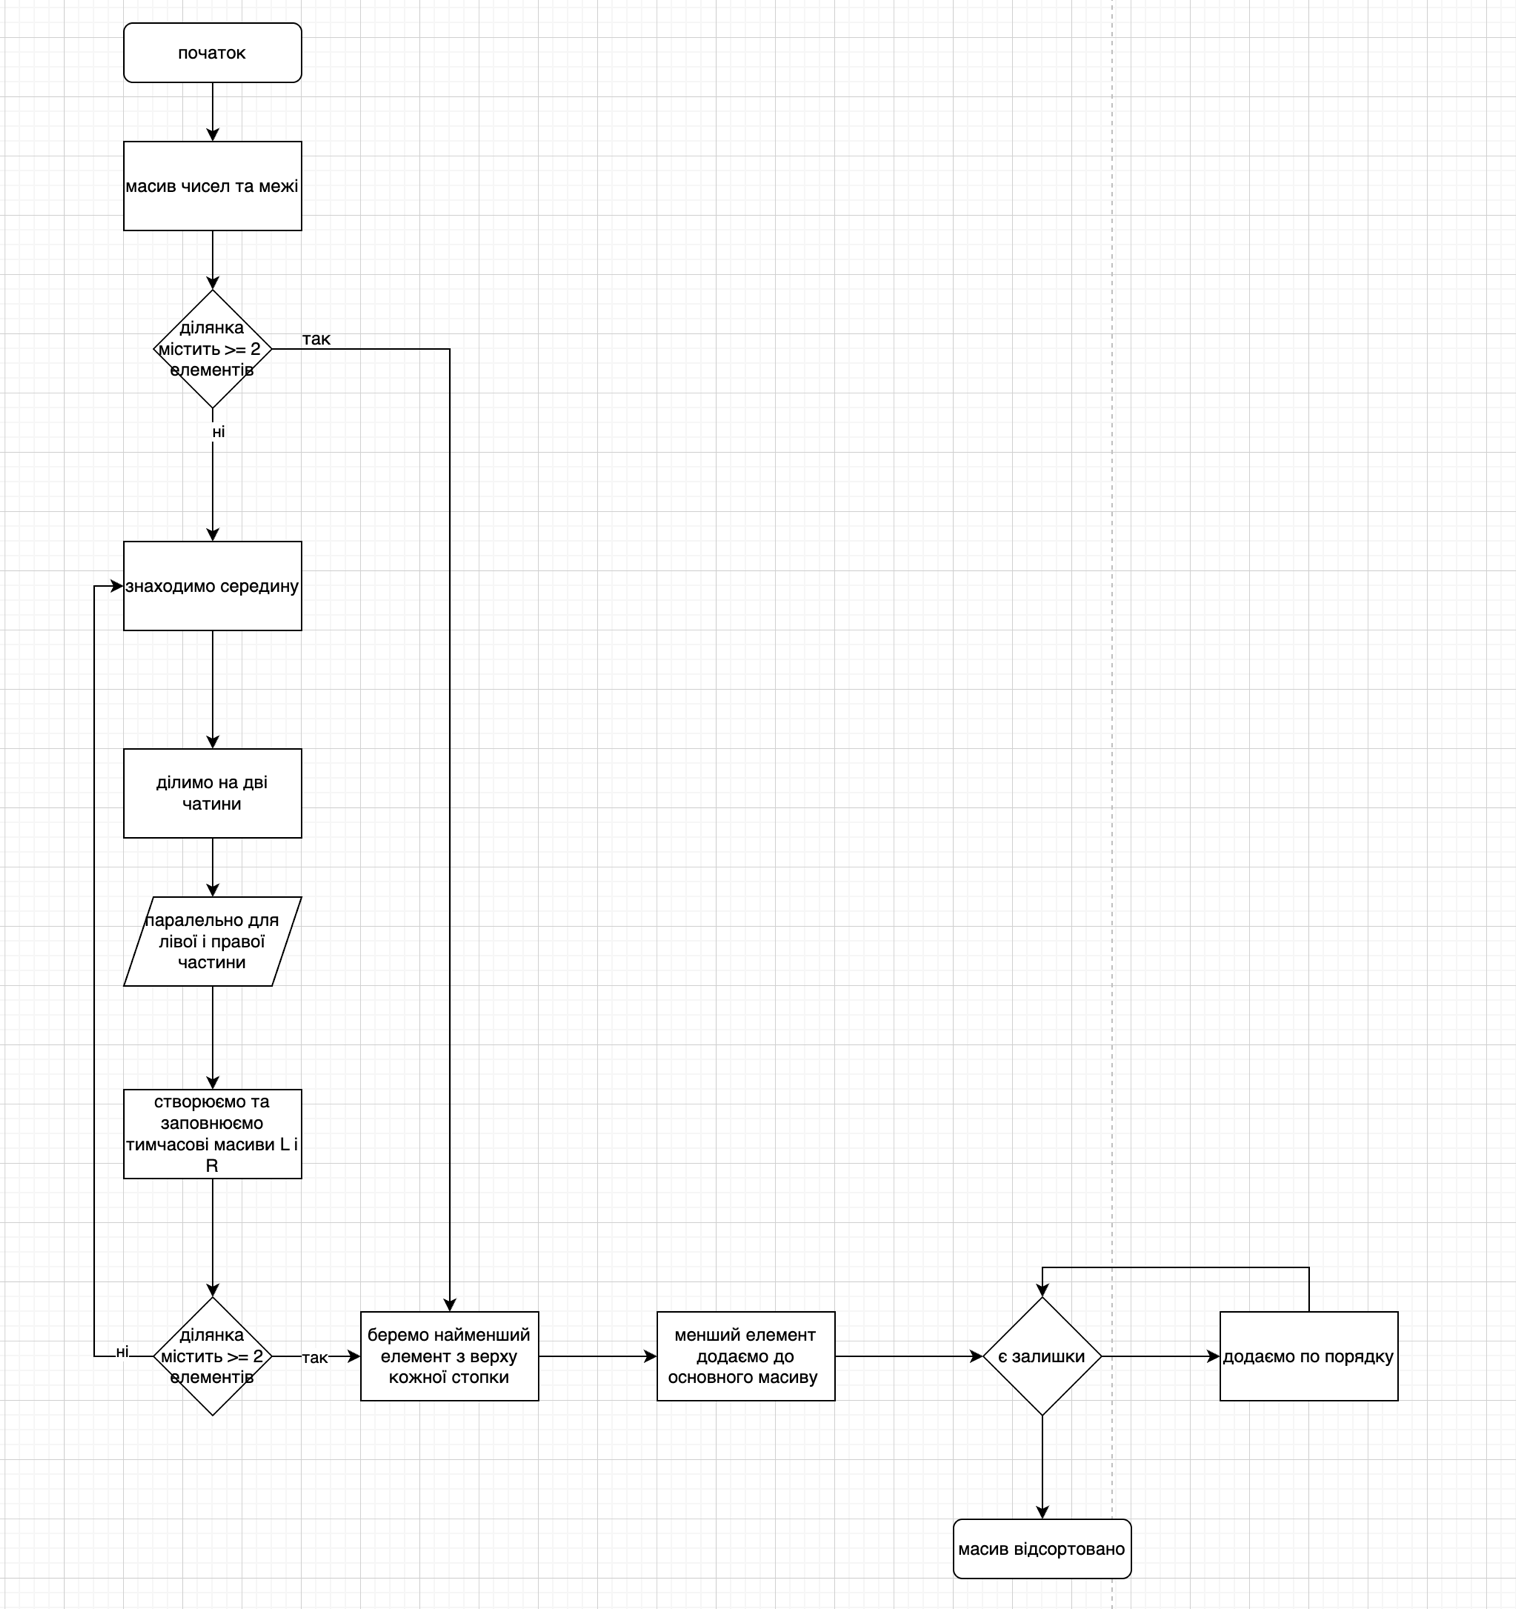 початок
масив чисел та межі
ділянка
містить >= 2
елементів
так
ні
знаходимо середину
ділимо на дві
чатини
паралельно для
лівої і правої
частини
створюємо та
заповнюємо
тимчасові масиви L і
R
ділянка
містить >= 2
елементів
ні
так
беремо найменший
елемент з верху
кожної стопки
менший елемент
додаємо до
основного масиву
є залишки
додаємо по порядку
масив відсортовано